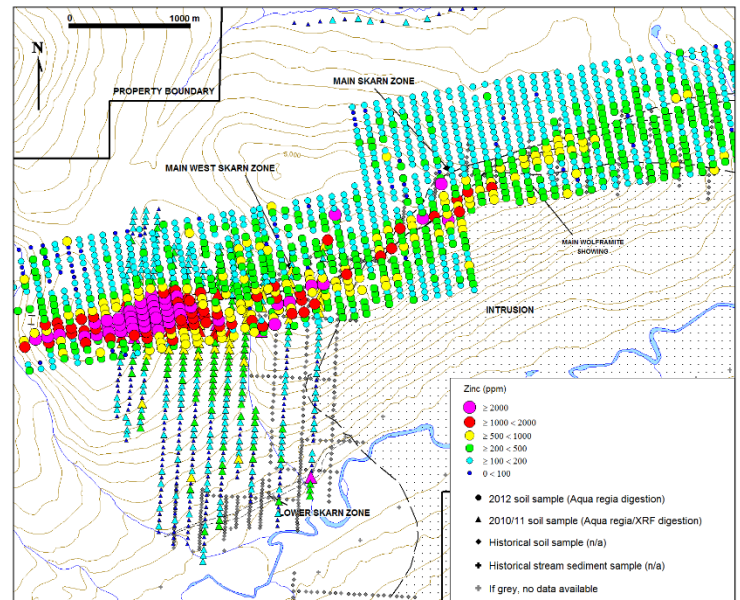 0 1000 m
N
PROPERTY BOUNDARY
MAIN SKARN ZONE
MAIN WEST SKARN ZONE
MAIN WOLFRAMITE
SHOWING
INTRUSION
LOWER SKARN ZONE
Zinc (ppm)
≥ 2000
≥ 1000 < 2000
≥ 500 < 1000
≥ 200 < 500
≥ 100 < 200
0 < 100
2012 soil sample (Aqua regia digestion)
2010/11 soil sample (Aqua regia/XRF digestion)
Historical soil sample (n/a)
Historical stream sediment sample (n/a)
If grey, no data available